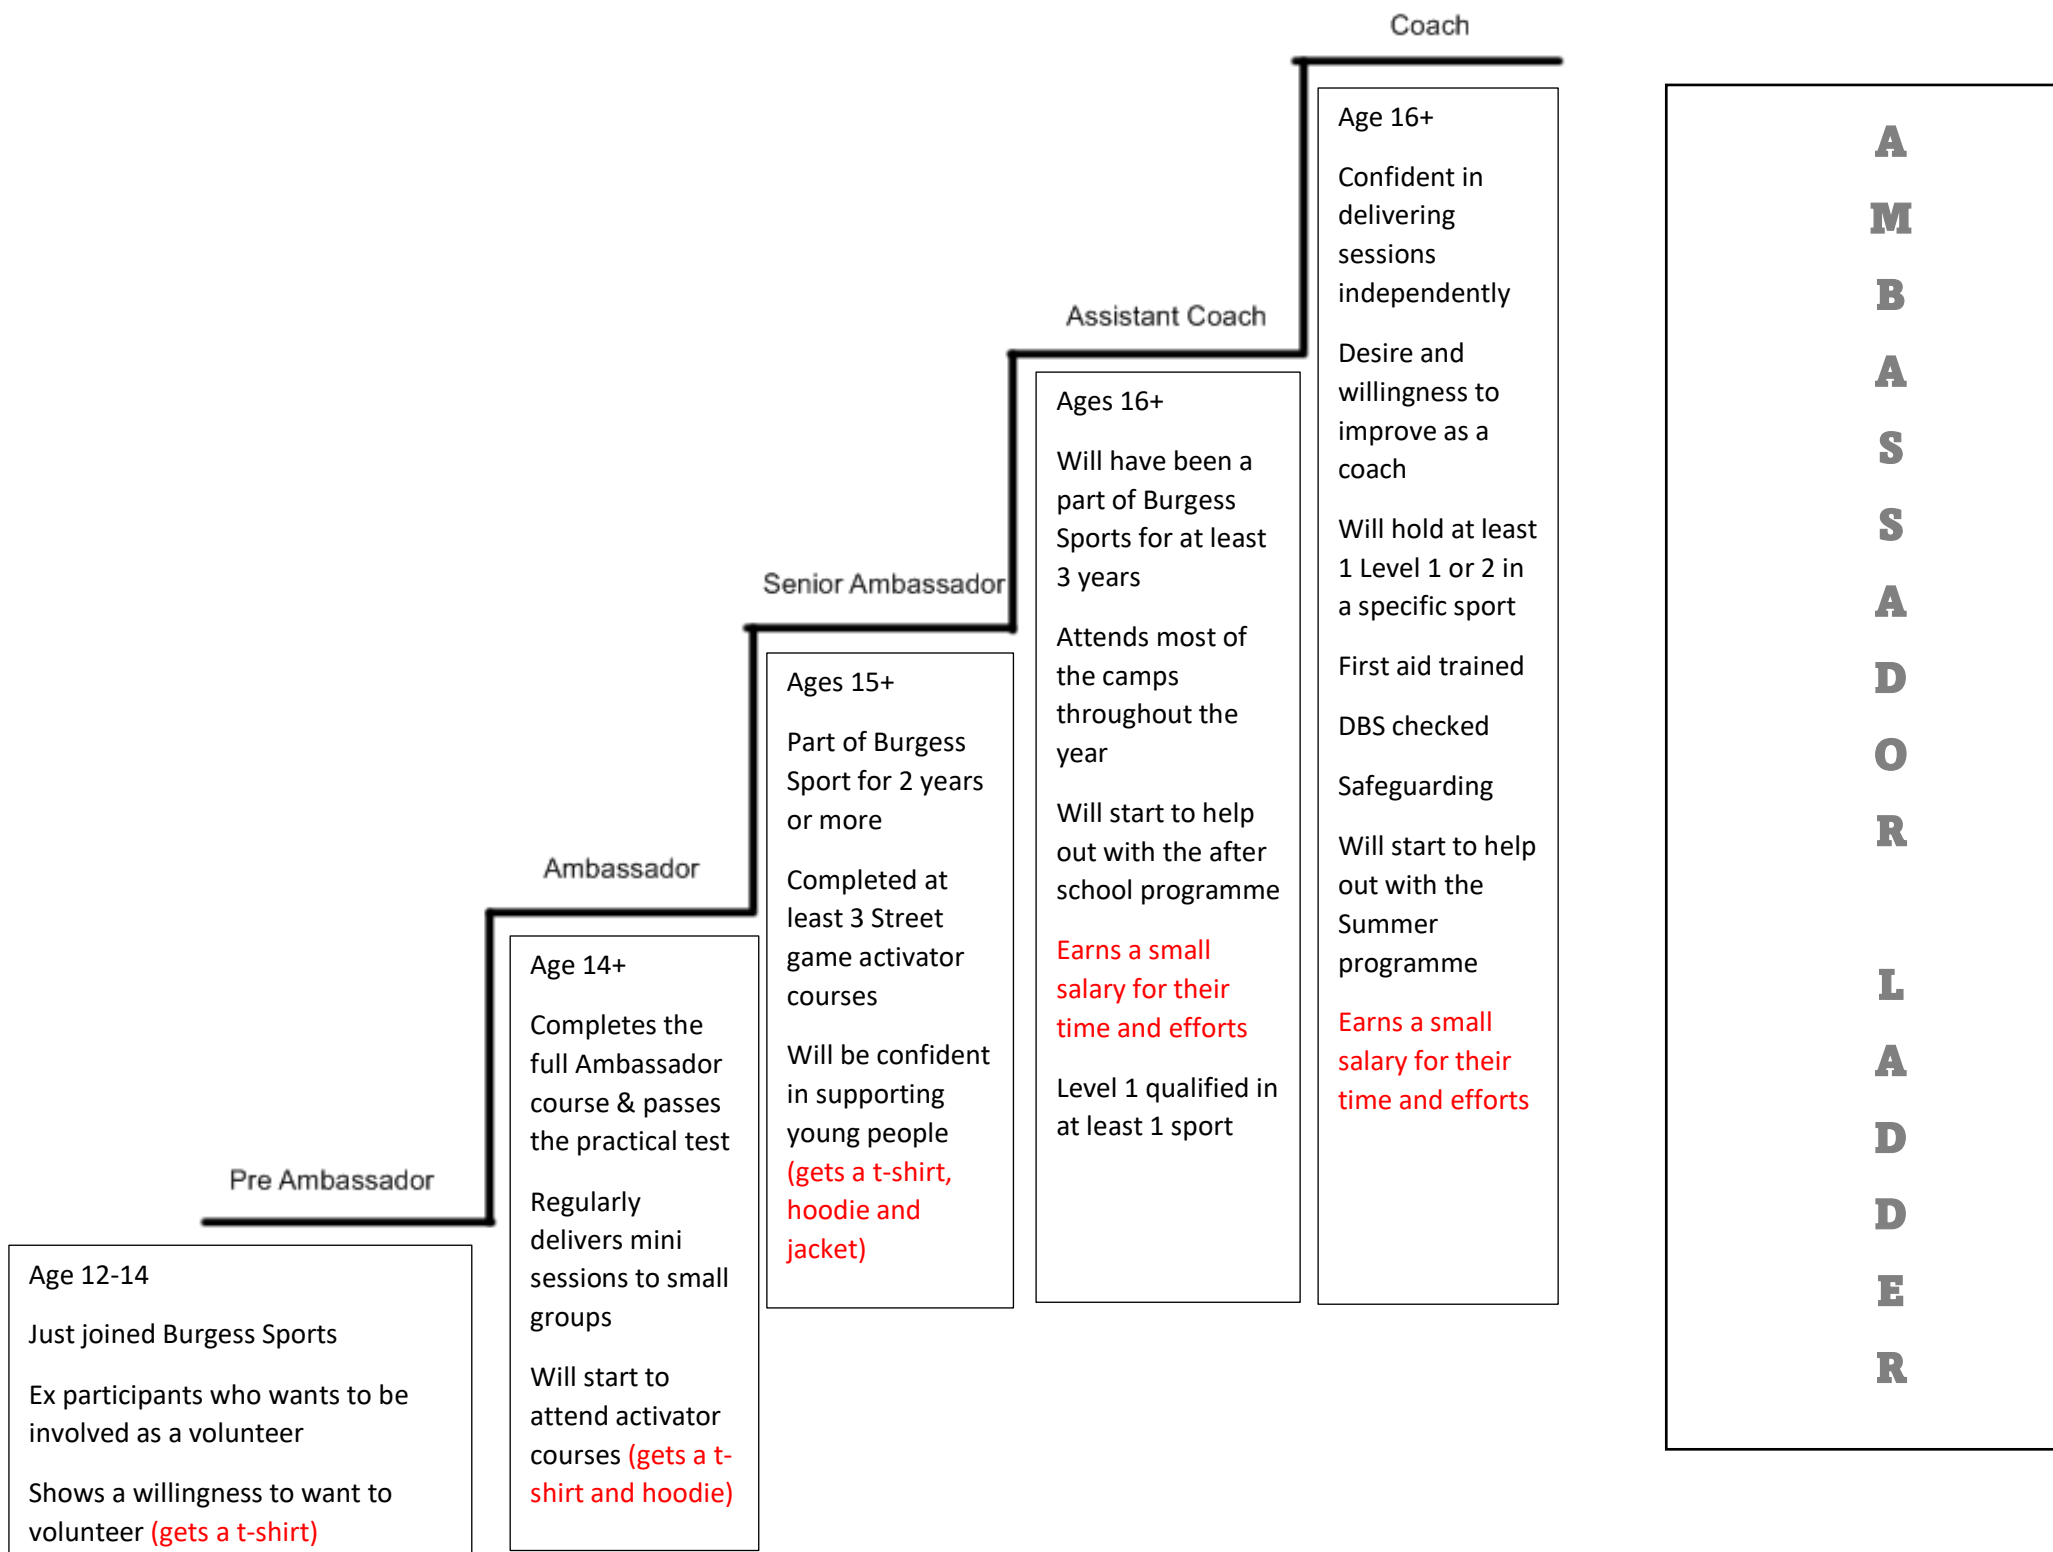 Coach
Age 16+
Confident in
delivering
sessions
independently
Desire and
willingness to
improve as a
coach
Will hold at least
1 Level 1 or 2 in
a specific sport
First aid trained
DBS checked
Safeguarding
Will start to help
out with the
Summer
programme
Earns a small
salary for their
time and efforts
Assistant Coach
Ages 16+
Will have been a
part of Burgess
Sports for at least
3 years
Attends most of
the camps
throughout the
year
Will start to help
out with the after
school programme
Earns a small
salary for their
time and efforts
Level 1 qualified in
at least 1 sport
Senior Ambassador
Ages 15+
Part of Burgess
Sport for 2 years
or more
Completed at
least 3 Street
game activator
courses
Will be confident
in supporting
young people
(gets a t-shirt,
hoodie and
jacket)
Ambassador
Age 14+
Completes the
full Ambassador
course & passes
the practical test
Regularly
delivers mini
sessions to small
groups
Will start to
attend activator
courses (gets a t-
shirt and hoodie)
Pre Ambassador
Age 12-14
Just joined Burgess Sports
Ex participants who wants to be
involved as a volunteer
Shows a willingness to want to
volunteer (gets a t-shirt)
A
M
B
A
S
S
A
D
O
R
L
A
D
D
E
R